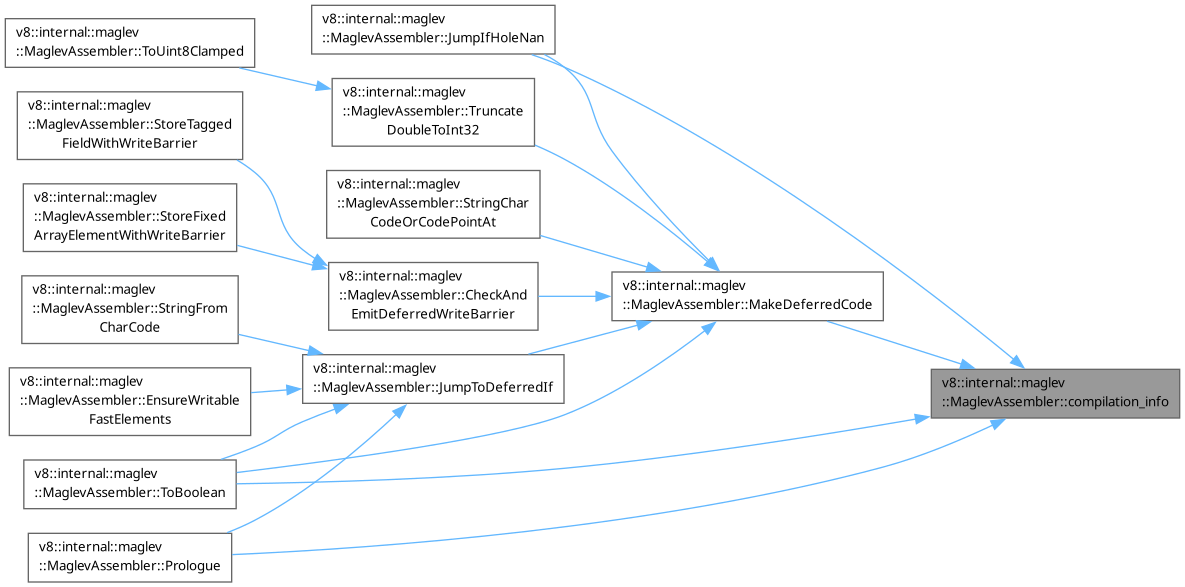 v8::internal::maglev
::MaglevAssembler::ToUint8Clamped
v8::internal::maglev
::MaglevAssembler::StoreTagged
FieldWithWriteBarrier
v8::internal::maglev
::MaglevAssembler::StoreFixed
ArrayElementWithWriteBarrier
v8::internal::maglev
::MaglevAssembler::StringFrom
CharCode
v8::internal::maglev
::MaglevAssembler::EnsureWritable
FastElements
v8::internal::maglev
::MaglevAssembler::ToBoolean
v8::internal::maglev
::MaglevAssembler::Prologue
v8::internal::maglev
::MaglevAssembler::JumpIfHoleNan
v8::internal::maglev
::MaglevAssembler::Truncate
DoubleToInt32
v8::internal::maglev
::MaglevAssembler::StringChar
CodeOrCodePointAt
v8::internal::maglev
::MaglevAssembler::CheckAnd
EmitDeferredWriteBarrier
v8::internal::maglev
::MaglevAssembler::JumpToDeferredIf
v8::internal::maglev
::MaglevAssembler::MakeDeferredCode
v8::internal::maglev
::MaglevAssembler::compilation_info